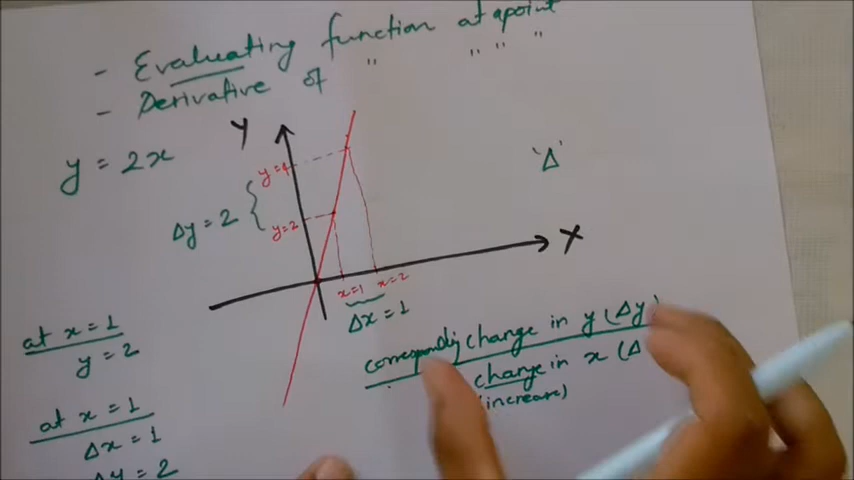 - Evaluating function at a point
- Derivative of " " " "
y = 2x
Y
'Δ'
y=4
Δy = 2
y=2
X
x=1 x=2
Δx = 1
at x = 1
y = 2
corresponding change in y (Δy)
change in x (Δ
(increase)
at x = 1
Δx = 1
Δy = 2